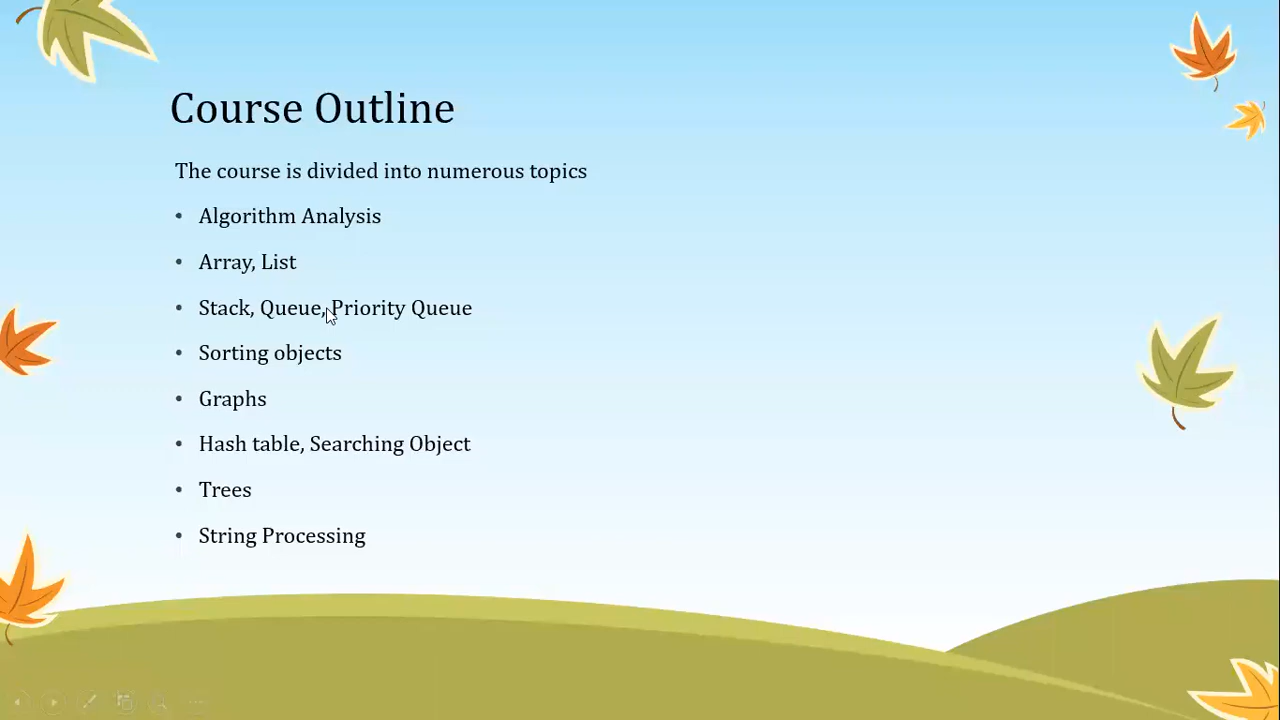 Course Outline
The course is divided into numerous topics
• Algorithm Analysis
• Array, List
• Stack, Queue, Priority Queue
• Sorting objects
• Graphs
• Hash table, Searching Object
• Trees
• String Processing